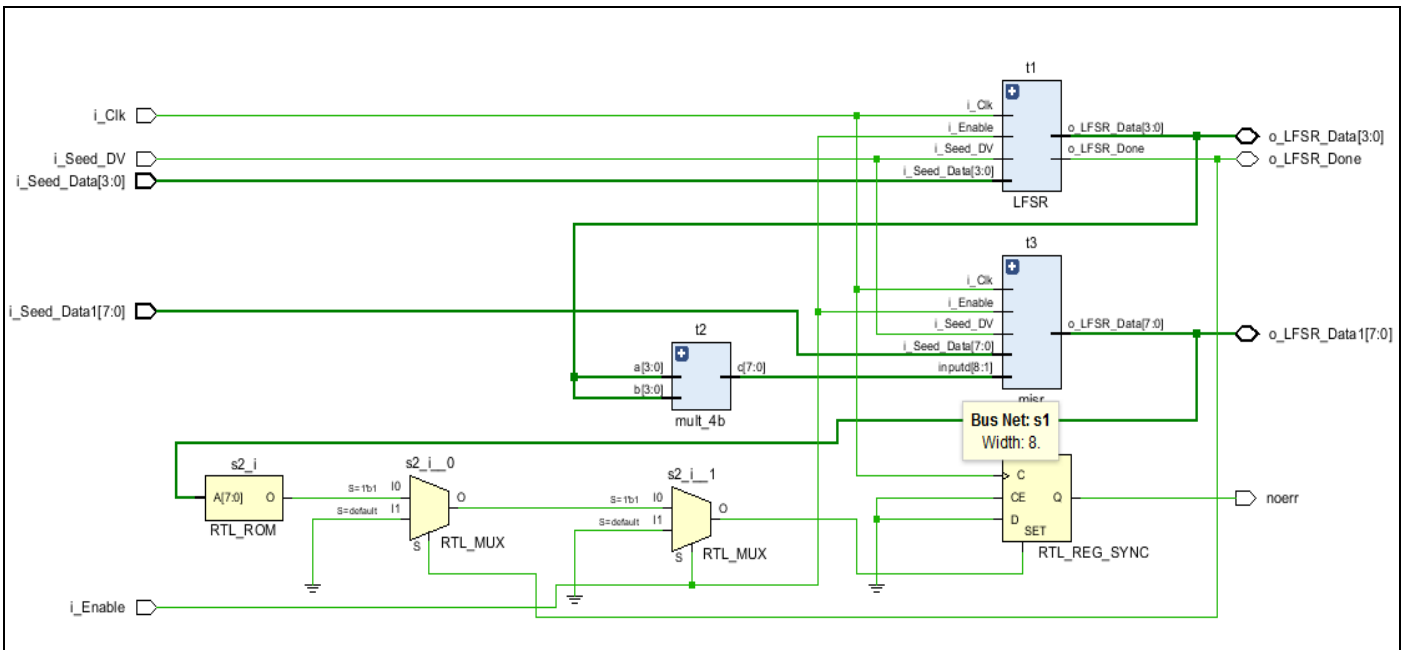 t1
i_Clk
i_Clk
i_Enable
o_LFSR_Data[3:0]
o_LFSR_Data[3:0]
i_Seed_DV
i_Seed_DV
o_LFSR_Done
o_LFSR_Done
i_Seed_Data[3:0]
i_Seed_Data[3:0]
LFSR
t3
i_Clk
i_Enable
i_Seed_Data1[7:0]
i_Seed_DV
o_LFSR_Data[7:0]
o_LFSR_Data1[7:0]
t2
i_Seed_Data[7:0]
a[3:0]
c[7:0]
inputd[8:1]
b[3:0]
misr
mult_4b
Bus Net: s1
Width: 8.
s2_i
s2_i__0
s2_i__1
C
A[7:0]
O
S=1'b1
I0
O
S=1'b1
I0
CE
Q
noerr
S=default
I1
S=default
I1
O
D
RTL_ROM
S
RTL_MUX
S
RTL_MUX
SET
RTL_REG_SYNC
i_Enable